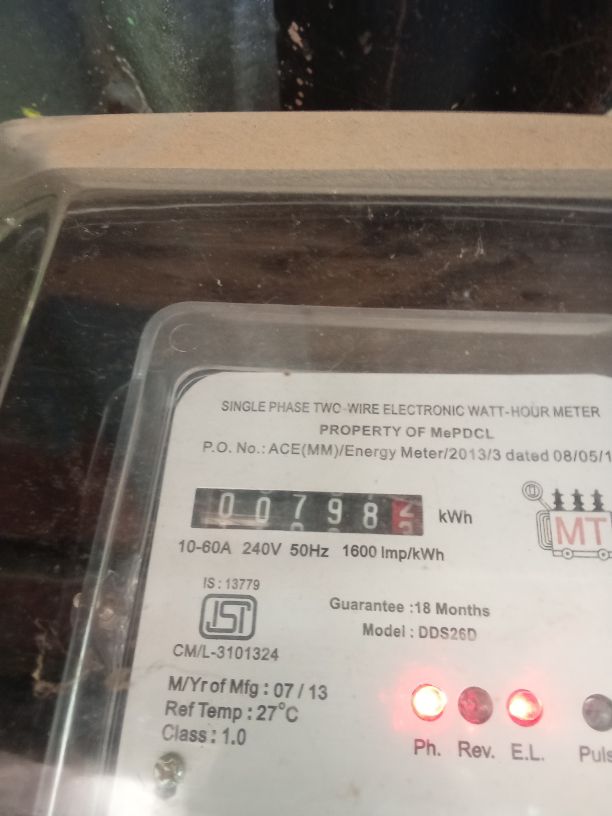 SINGLE PHASE TWO-WIRE ELECTRONIC WATT-HOUR METER
PROPERTY OF MePDCL
P.O. No.: ACE(MM)/Energy Meter/2013/3 dated 08/05/1
0 0 7 9 8 2 kWh
MT
10-60A 240V 50Hz 1600 Imp/kWh
IS : 13779
ISI
CM/L-3101324
Guarantee :18 Months
Model : DDS26D
M/Yr of Mfg : 07 / 13
Ref Temp : 27°C
Class : 1.0
Ph. Rev. E.L. Puls